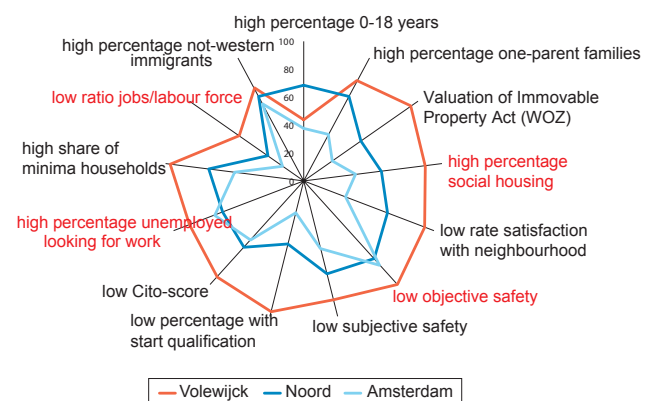 high percentage 0-18 years
high percentage not-western
immigrants
high percentage one-parent families
low ratio jobs/labour force
Valuation of Immovable
Property Act (WOZ)
high share of
minima households
high percentage
social housing
high percentage unemployed
looking for work
low rate satisfaction
with neighbourhood
low Cito-score
low objective safety
low percentage with
start qualification
low subjective safety
100
80
60
40
20
0
Volewijck Noord Amsterdam